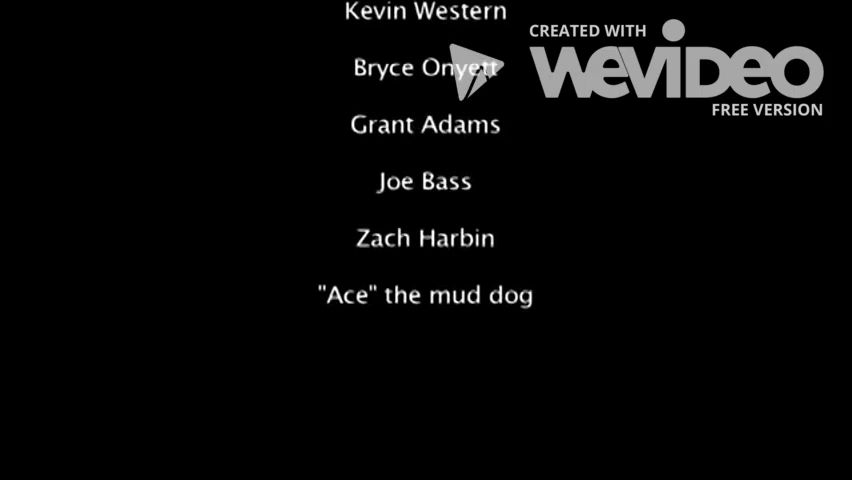 Kevin Western
CREATED WITH
WeVideo
FREE VERSION
Bryce Onyett
Grant Adams
Joe Bass
Zach Harbin
"Ace" the mud dog